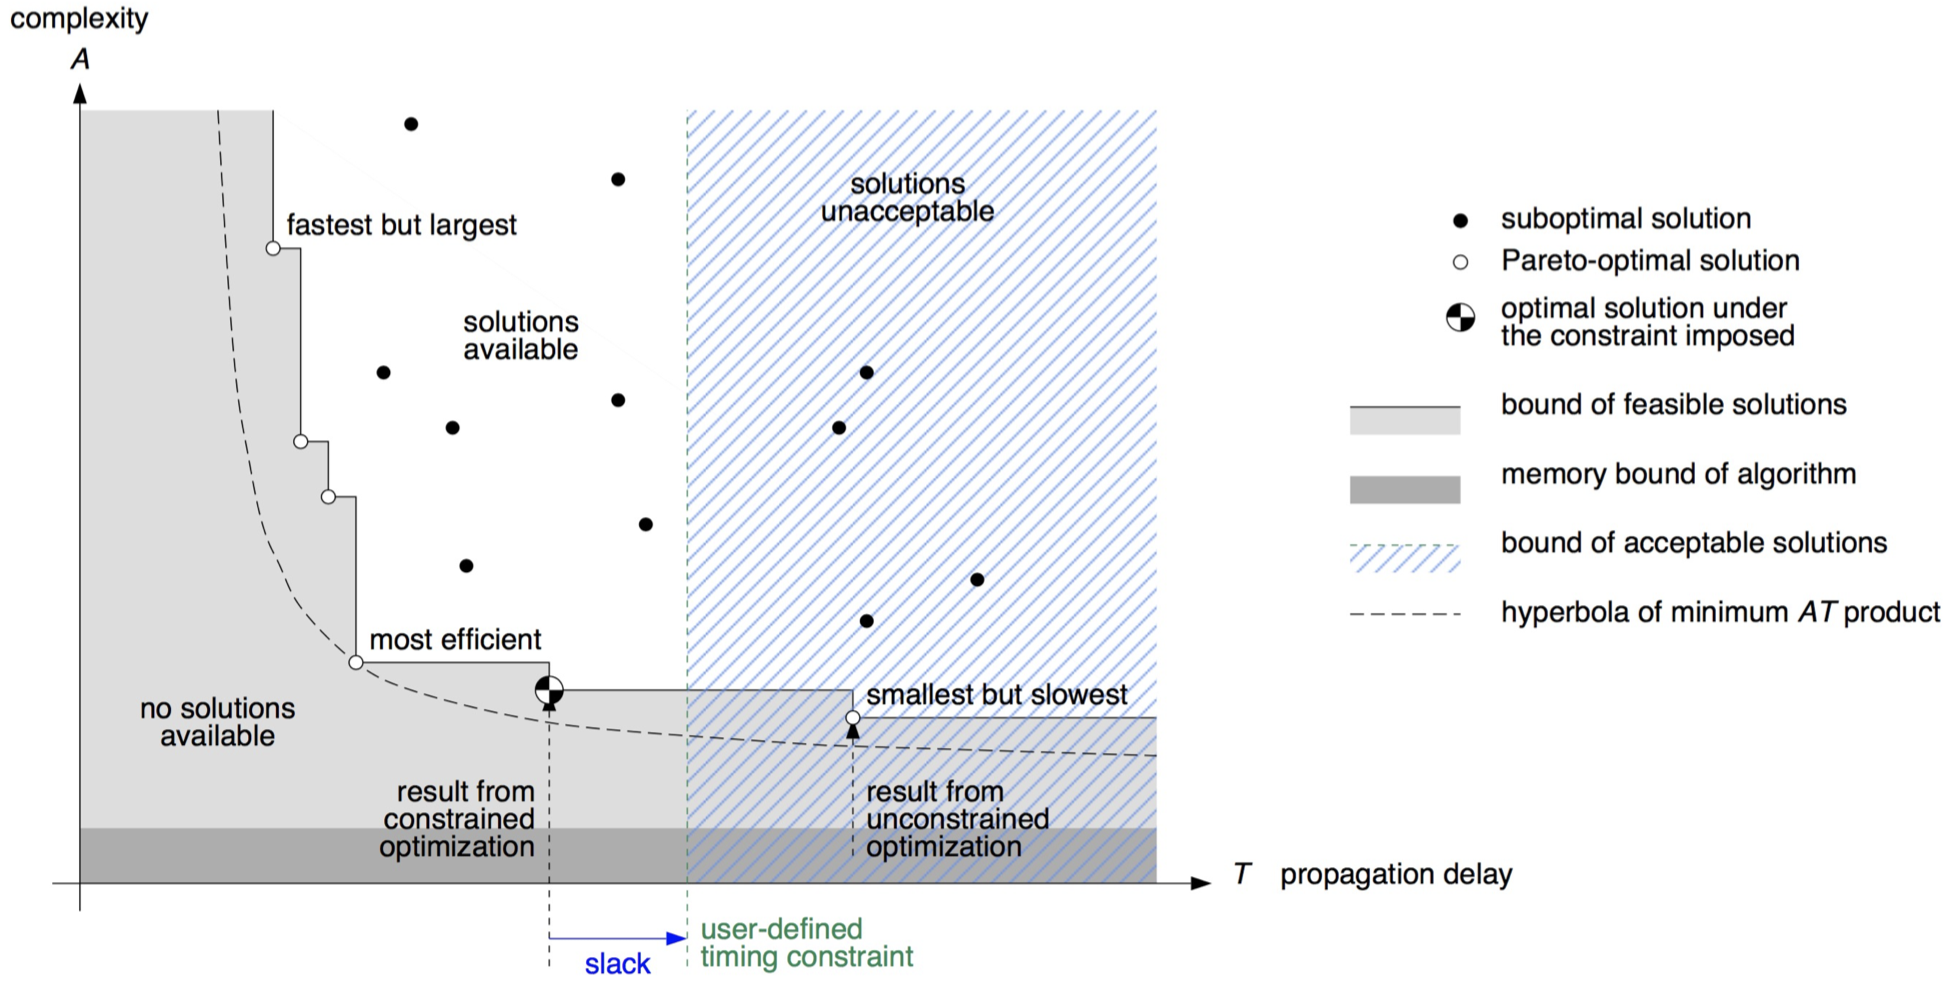 complexity
A
fastest but largest
solutions
available
solutions
unacceptable
most efficient
smallest but slowest
no solutions
available
result from
constrained
optimization
result from
unconstrained
optimization
T propagation delay
slack
user-defined
timing constraint
suboptimal solution
Pareto-optimal solution
optimal solution under
the constraint imposed
bound of feasible solutions
memory bound of algorithm
bound of acceptable solutions
hyperbola of minimum AT product